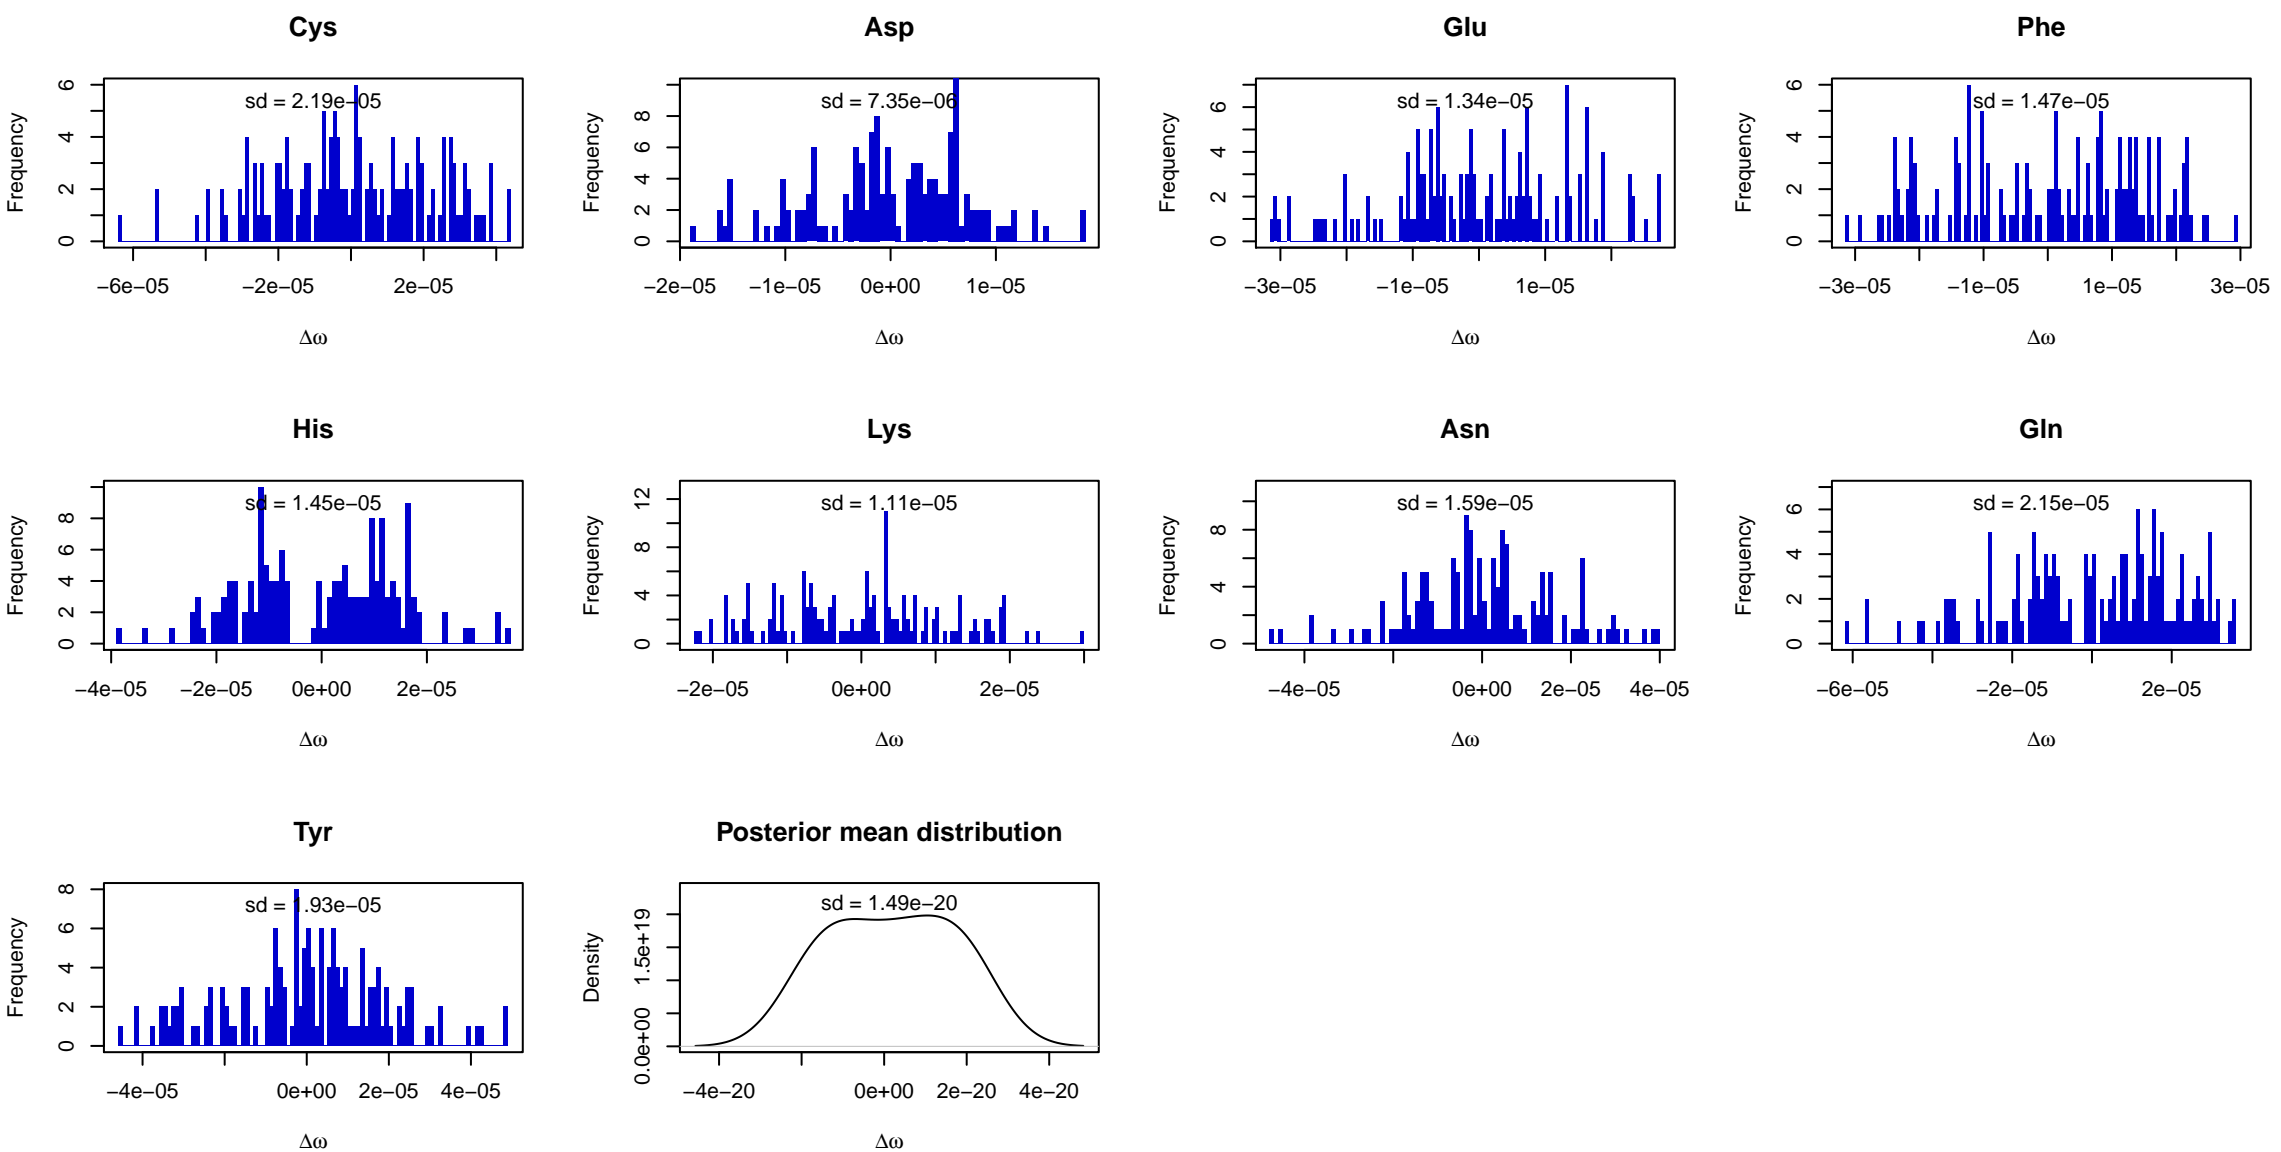 Cys
Asp
Glu
Phe
sd = 2.19e−05
sd = 7.35e−06
sd = 1.34e−05
sd = 1.47e−05
Frequency
0 2 4 6
−6e−05 −2e−05 2e−05
Δω
Frequency
0 2 4 6 8
−2e−05 −1e−05 0e+00 1e−05
Δω
Frequency
0 2 4 6
−3e−05 −1e−05 1e−05
Δω
Frequency
0 2 4 6
−3e−05 −1e−05 1e−05 3e−05
Δω
His
Lys
Asn
Gln
sd = 1.45e−05
sd = 1.11e−05
sd = 1.59e−05
sd = 2.15e−05
Frequency
0 2 4 6 8
−4e−05 −2e−05 0e+00 2e−05
Δω
Frequency
0 4 8 12
−2e−05 0e+00 2e−05
Δω
Frequency
0 4 8
−4e−05 0e+00 2e−05 4e−05
Δω
Frequency
0 2 4 6
−6e−05 −2e−05 2e−05
Δω
Tyr
Posterior mean distribution
sd = 1.93e−05
sd = 1.49e−20
Frequency
0 2 4 6 8
−4e−05 0e+00 2e−05 4e−05
Δω
Density
0.0e+00 1.5e+19
−4e−20 0e+00 2e−20 4e−20
Δω